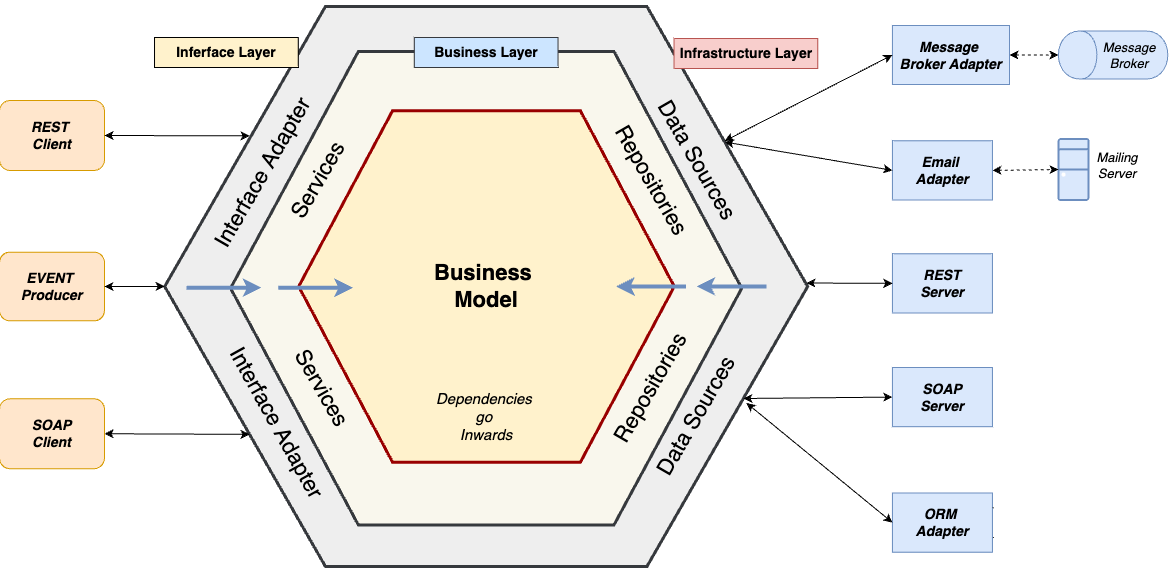 Inferface Layer
Business Layer
Infrastructure Layer
Message
Broker Adapter
Message
Broker
REST
Client
Interface Adapter
Services
Repositories
Data Sources
Email
Adapter
Mailing
Server
EVENT
Producer
Business
Model
REST
Server
SOAP
Client
Interface Adapter
Services
Dependencies
go
Inwards
Repositories
Data Sources
SOAP
Server
ORM
Adapter